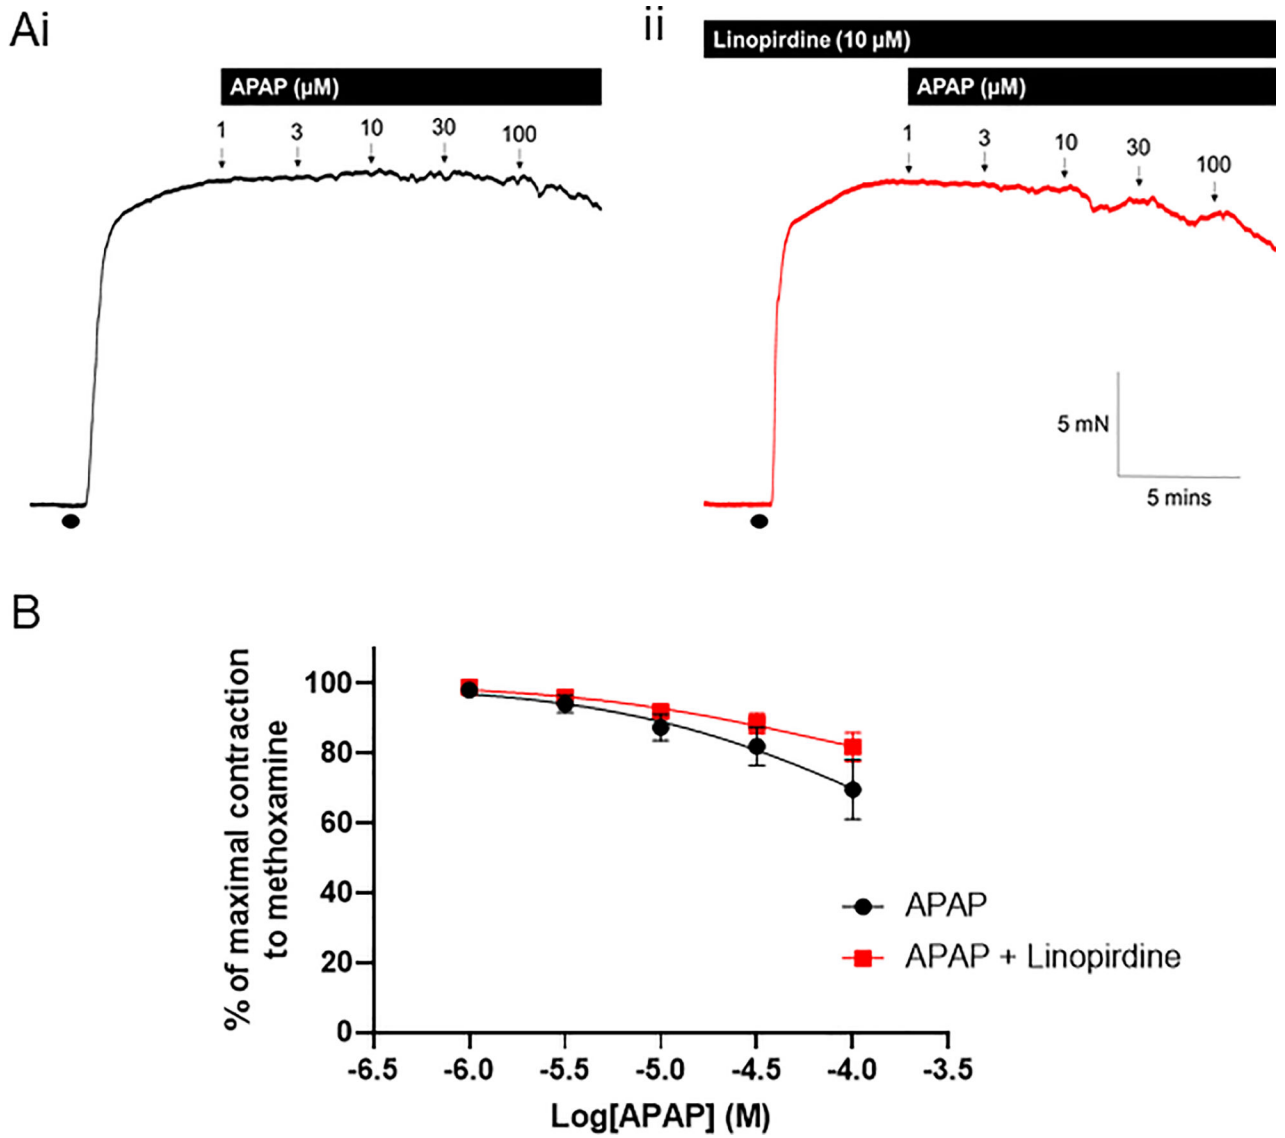 Ai
ii
Linopirdine (10 µM)
APAP (µM)
APAP (µM)
1
3
10
30
100
1
3
10
30
100
5 mN
5 mins
B
% of maximal contraction
to methoxamine
100
80
60
40
20
0
APAP
APAP + Linopirdine
-6.5 -6.0 -5.5 -5.0 -4.5 -4.0 -3.5
Log[APAP] (M)